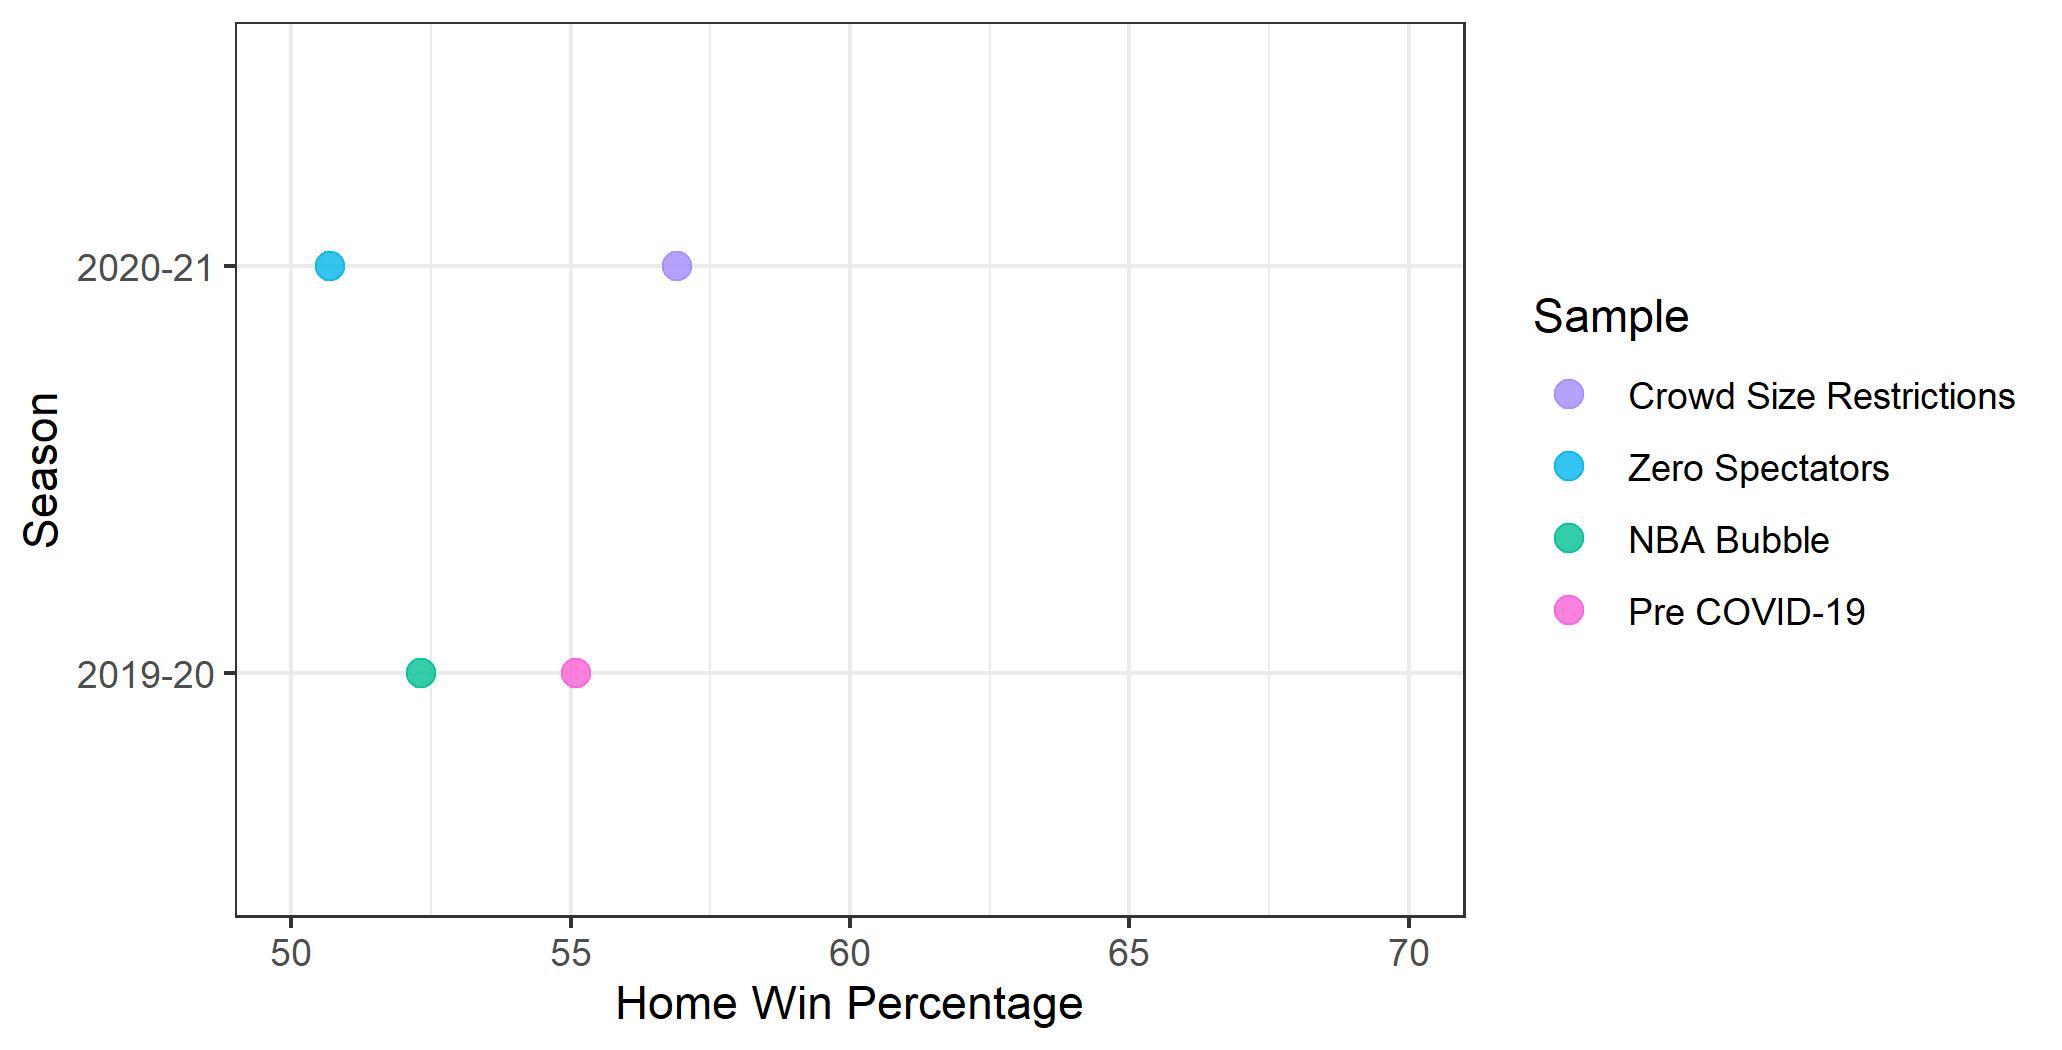 Season
2020-21
2019-20
50 55 60 65 70
Home Win Percentage
Sample
Crowd Size Restrictions
Zero Spectators
NBA Bubble
Pre COVID-19